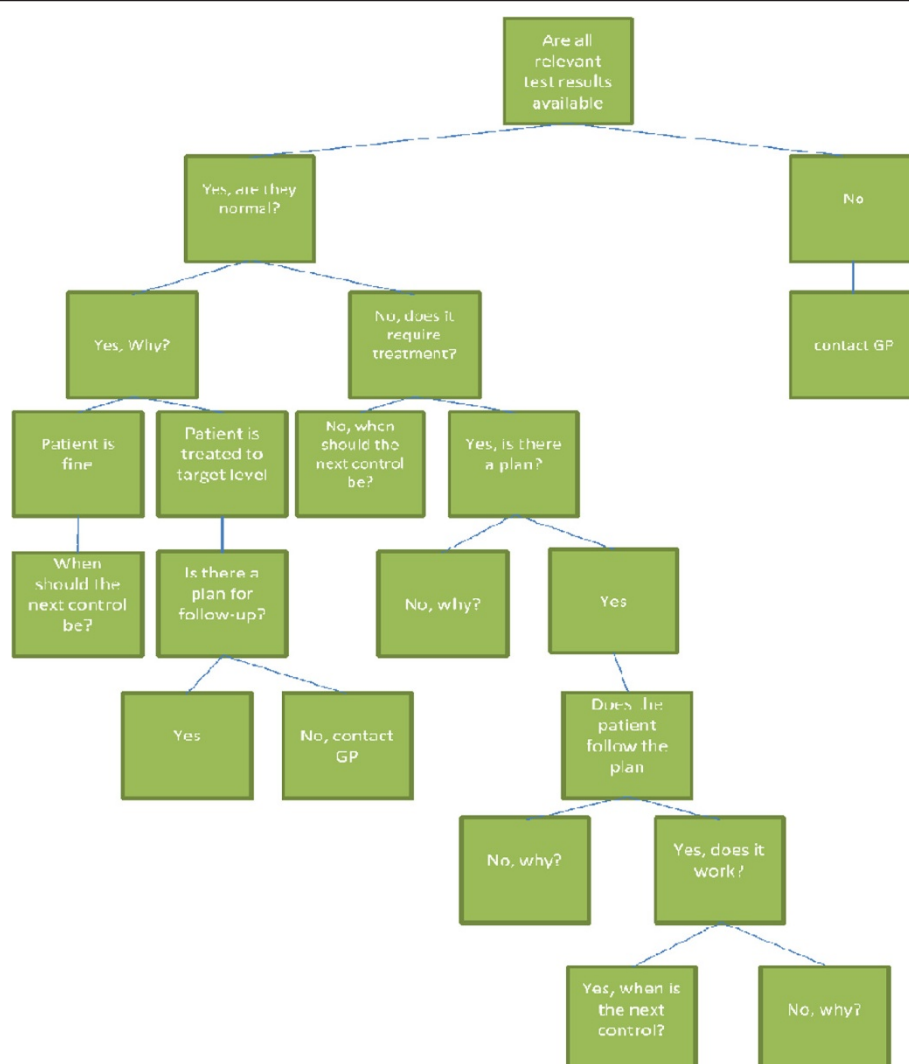 Are all
relevant
test results
available
Yes, are they
normal?
No
Yes, Why?
No, does it
require
treatment?
contact GP
Patient is
fine
Patient is
treated to
target level
No, when
should the
next control
be?
Yes, is there
a plan?
When
should the
next control
be?
Is there a
plan for
follow-up?
No, why?
Yes
Yes
No, contact
GP
Does the
patient
follow the
plan
No, why?
Yes, does it
work?
Yes, when is
the next
control?
No, why?